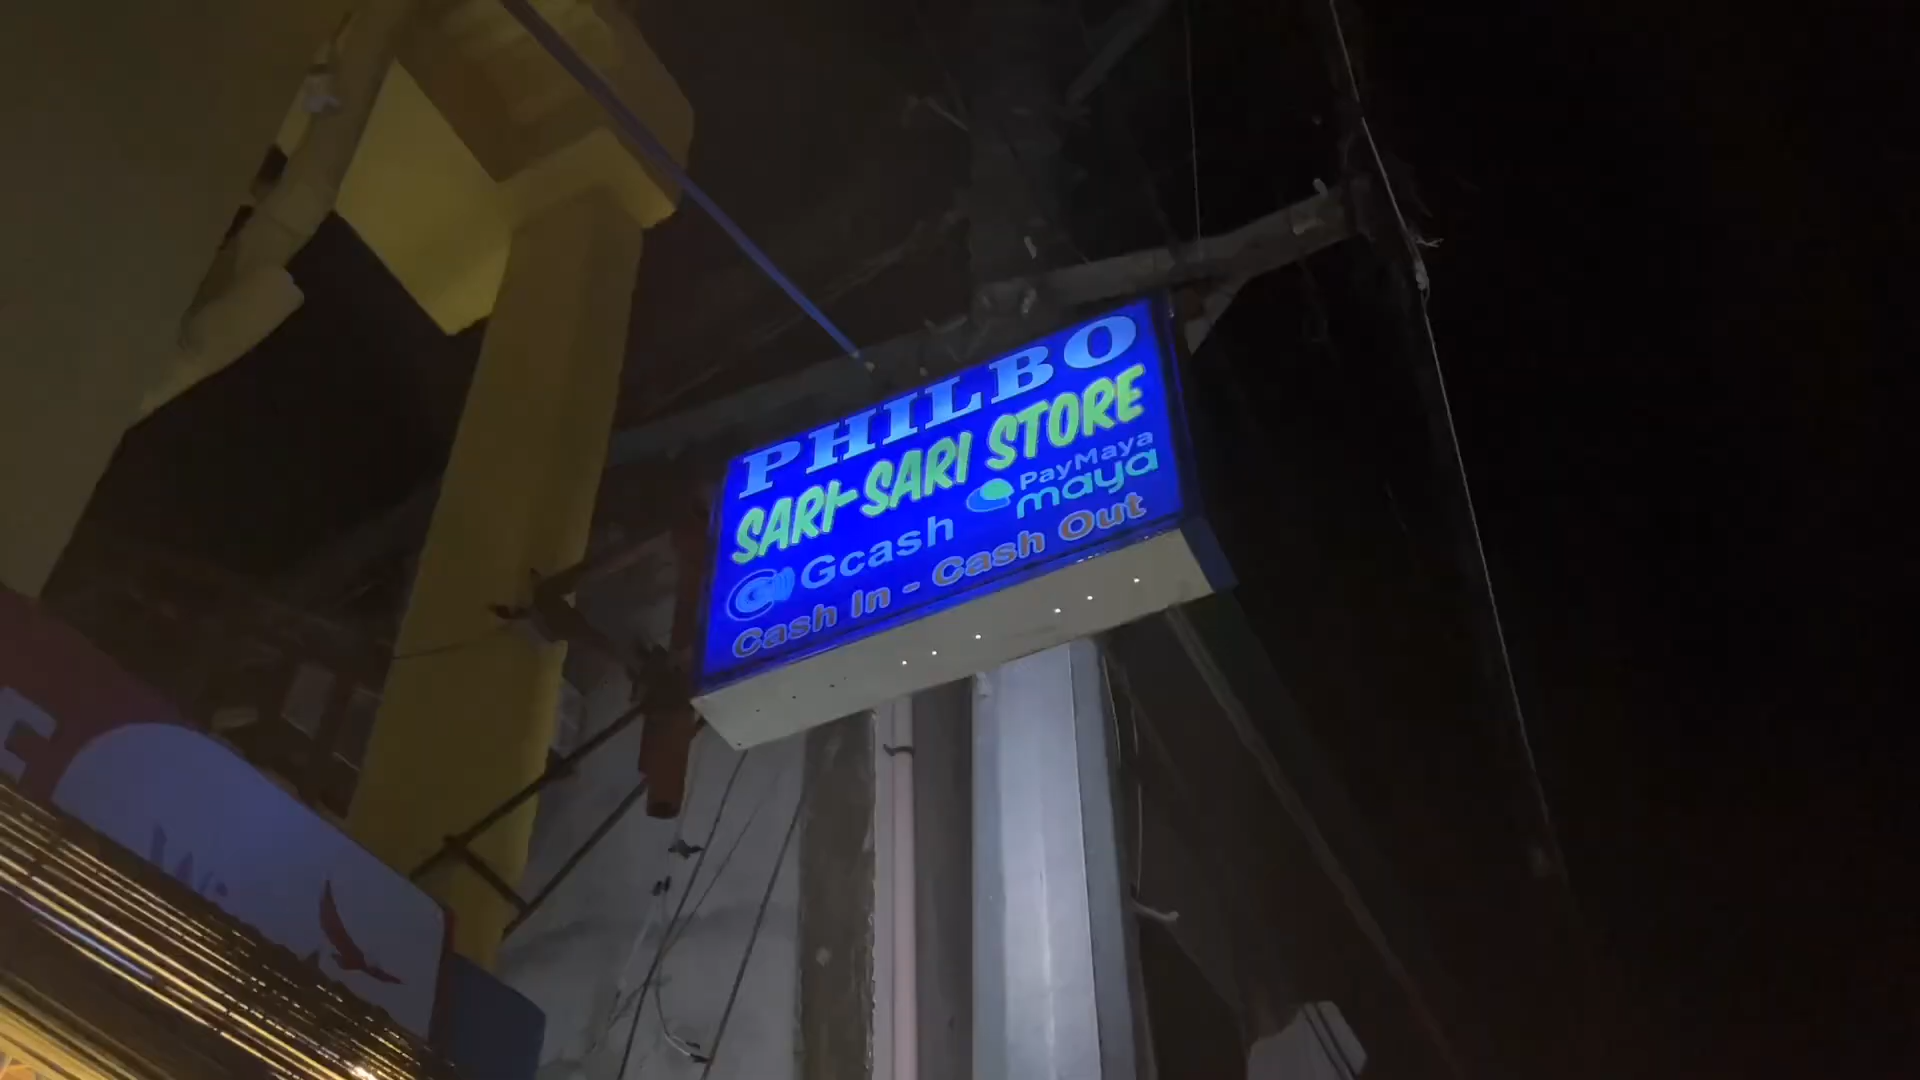 PHILBO
SARI-SARI STORE
Gcash
PayMaya
maya
Cash In - Cash Out